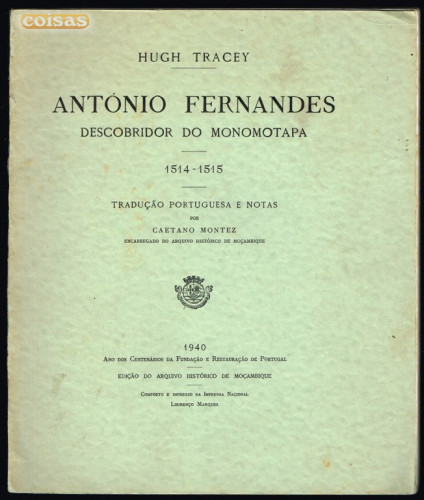 coisas
HUGH TRACEY
ANTÓNIO FERNANDES
DESCOBRIDOR DO MONOMOTAPA
1514-1515
TRADUÇÃO PORTUGUESA E NOTAS
POR
CAETANO MONTEZ
ENCARREGADO DO ARQUIVO HISTÓRICO DE MOÇAMBIQUE
1940
ANO DOS CENTENÁRIOS DA FUNDAÇÃO E RESTAURAÇÃO DE PORTUGAL
EDIÇÃO DO ARQUIVO HISTÓRICO DE MOÇAMBIQUE
COMPOSTO E IMPRESSO NA IMPRENSA NACIONAL
LOURENÇO MARQUES